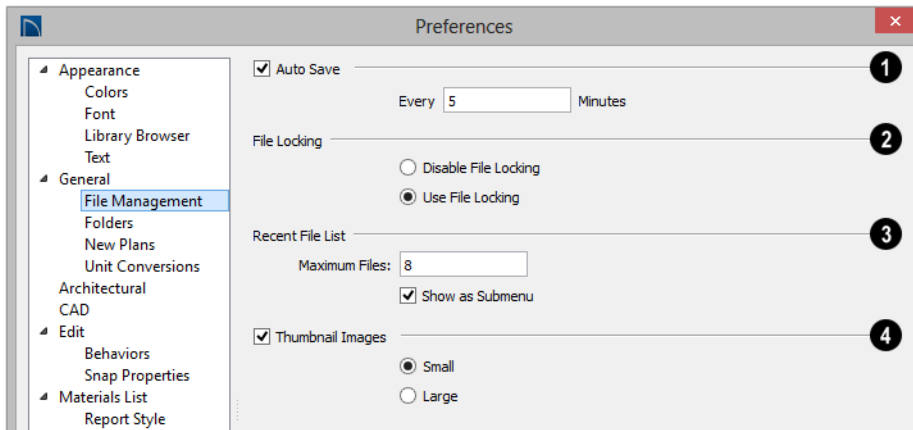 Preferences
Appearance
Colors
Font
Library Browser
Text
General
File Management
Folders
New Plans
Unit Conversions
Architectural
CAD
Edit
Behaviors
Snap Properties
Materials List
Report Style
Auto Save
1
Every 5 Minutes
File Locking
2
Disable File Locking
Use File Locking
Recent File List
3
Maximum Files: 8
Show as Submenu
Thumbnail Images
4
Small
Large